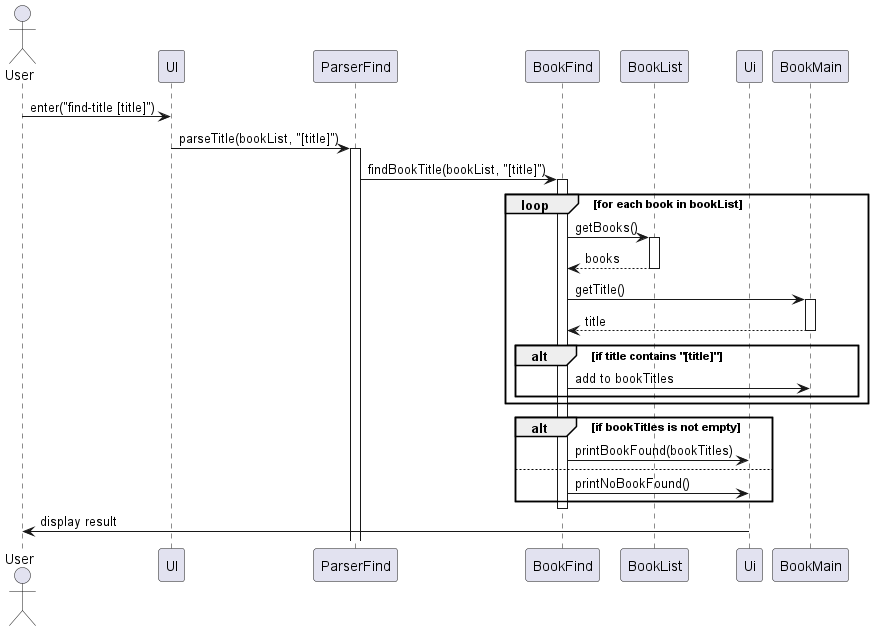 User
UI
ParserFind
BookFind
BookList
Ui
BookMain
enter("find-title [title]")
parseTitle(bookList, "[title]")
findBookTitle(bookList, "[title]")
loop
[for each book in bookList]
getBooks()
books
getTitle()
title
alt
[if title contains "[title]"]
add to bookTitles
alt
[if bookTitles is not empty]
printBookFound(bookTitles)
printNoBookFound()
display result
User
UI
ParserFind
BookFind
BookList
Ui
BookMain